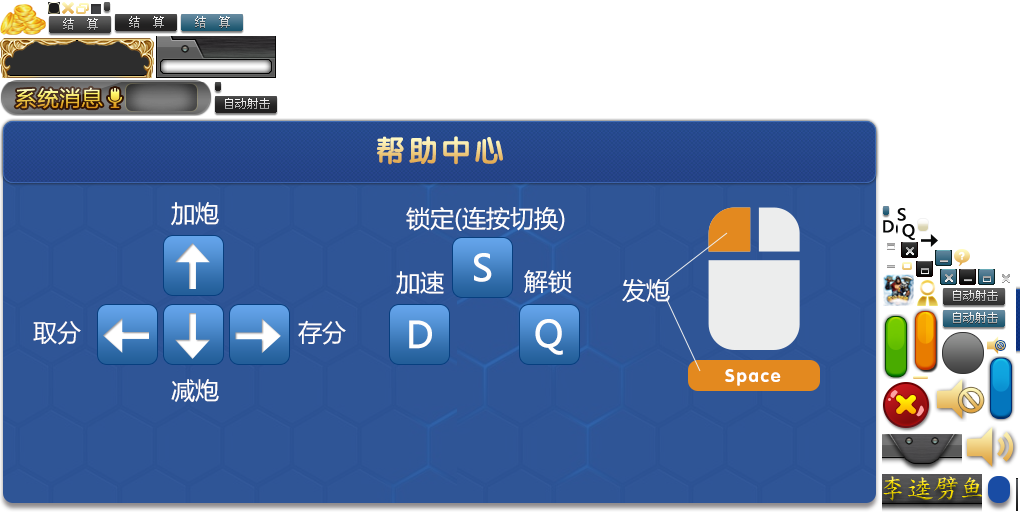 结 算
结 算
结 算
系统消息
自动射击
帮助中心
加炮
取分
存分
减炮
锁定(连按切换)
S
加速
解锁
D
Q
发炮
Space
S
D
Q
?
自动射击
自动射击
李逵劈鱼